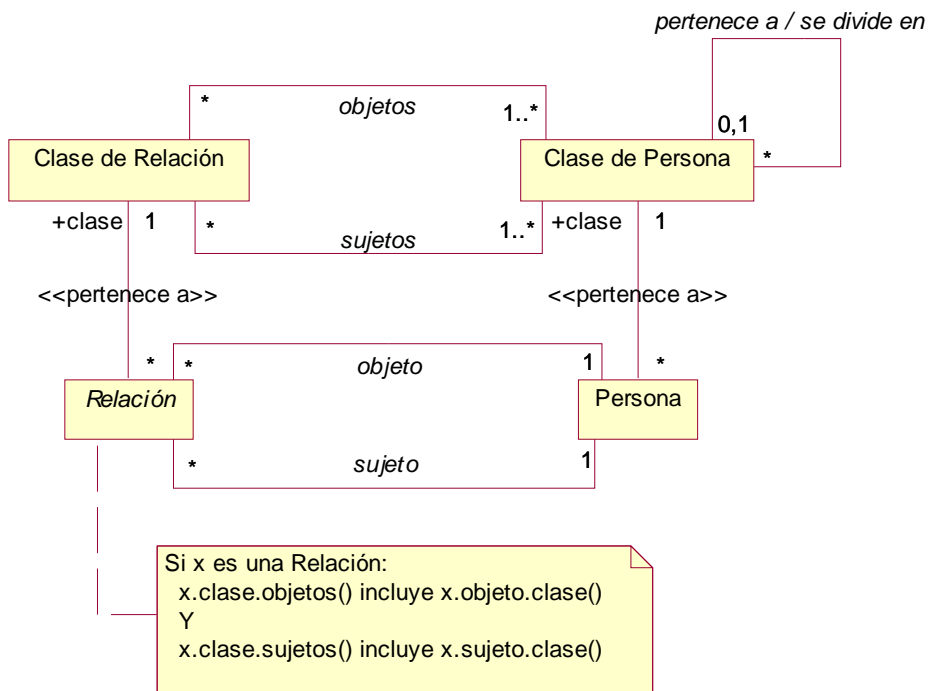 pertenece a / se divide en
* objetos 1..*
0,1
Clase de Relación
Clase de Persona
*
+clase 1 * sujetos 1..* +clase 1
<<pertenece a>>
<<pertenece a>>
* * objeto 1 *
Relación
Persona
* sujeto 1
Si x es una Relación:
x.clase.objetos() incluye x.objeto.clase()
Y
x.clase.sujetos() incluye x.sujeto.clase()